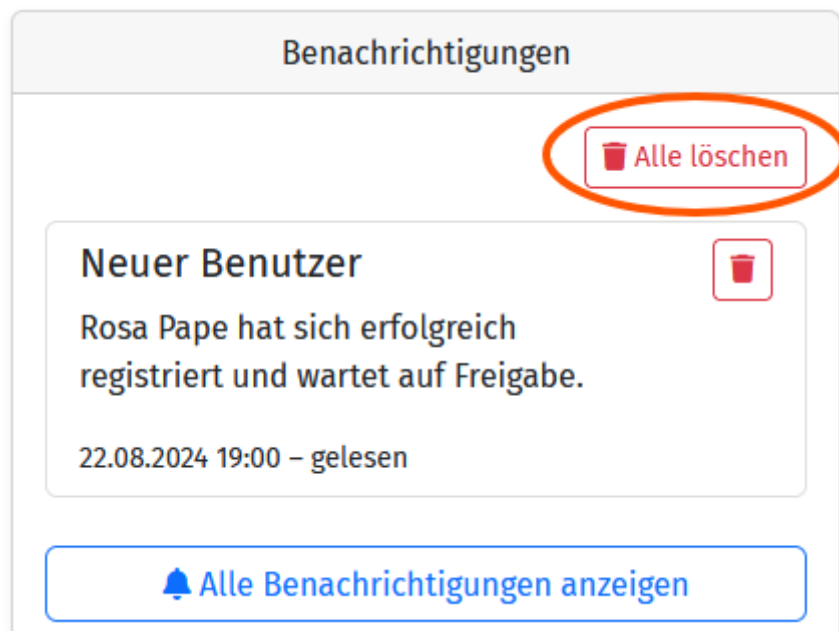 Benachrichtigungen
Alle löschen
Neuer Benutzer
Rosa Pape hat sich erfolgreich
registriert und wartet auf Freigabe.
22.08.2024 19:00 – gelesen
Alle Benachrichtigungen anzeigen